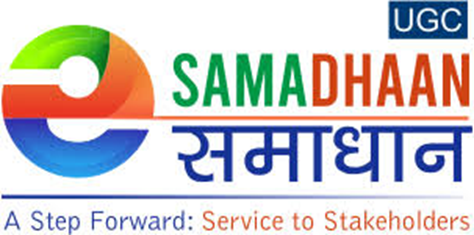 UGC
e SAMADHAAN
समाधान
A Step Forward: Service to Stakeholders